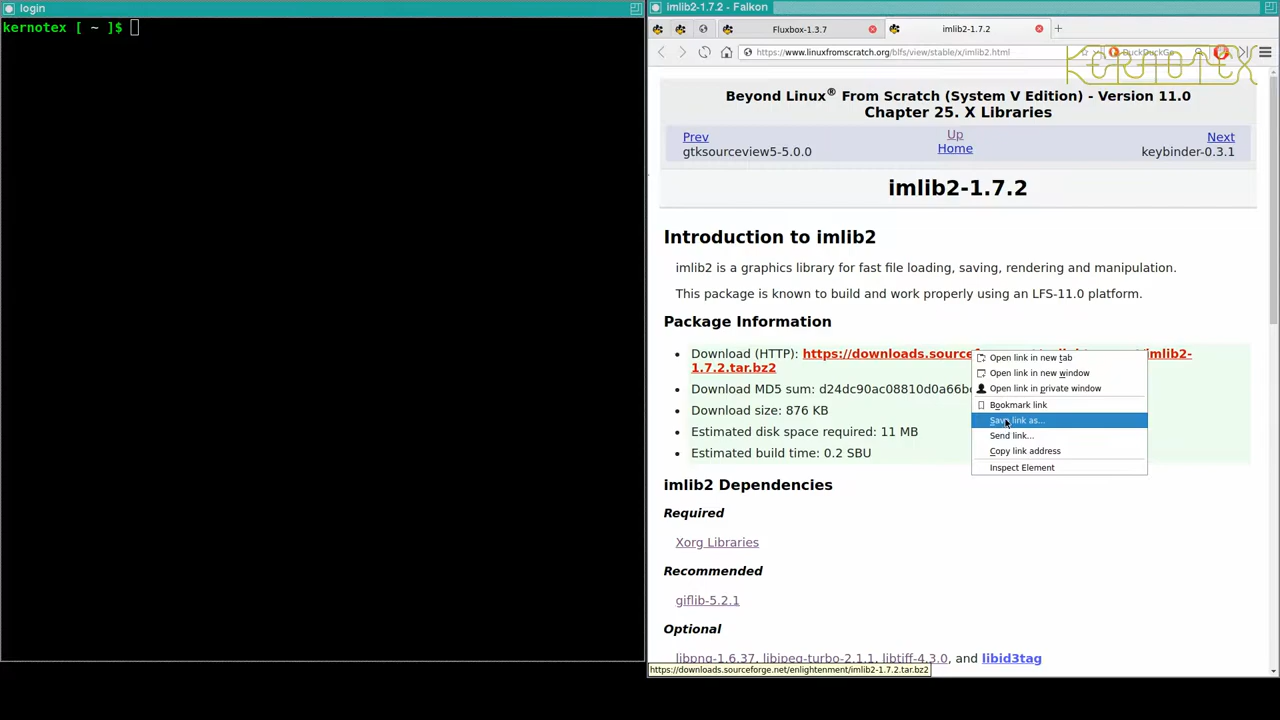 login
kernotex [ ~ ]$
imlib2-1.7.2 - Falkon
Fluxbox-1.3.7
imlib2-1.7.2
https://www.linuxfromscratch.org/blfs/view/stable/x/imlib2.html
DuckDuckGo
KERNOTEX
Beyond Linux® From Scratch (System V Edition) - Version 11.0
Chapter 25. X Libraries
Prev
Up
Next
gtksourceview5-5.0.0
Home
keybinder-0.3.1
imlib2-1.7.2
Introduction to imlib2
imlib2 is a graphics library for fast file loading, saving, rendering and manipulation.
This package is known to build and work properly using an LFS-11.0 platform.
Package Information
Download (HTTP): https://downloads.source imlib2-
1.7.2.tar.bz2
Download MD5 sum: d24dc90ac08810d0a66b
Download size: 876 KB
Estimated disk space required: 11 MB
Estimated build time: 0.2 SBU
Open link in new tab
Open link in new window
Open link in private window
Bookmark link
Save link as...
Send link...
Copy link address
Inspect Element
imlib2 Dependencies
Required
Xorg Libraries
Recommended
giflib-5.2.1
Optional
libpng-1.6.37, libjpeg-turbo-2.1.1, libtiff-4.3.0, and libid3tag
https://downloads.sourceforge.net/enlightenment/imlib2-1.7.2.tar.bz2